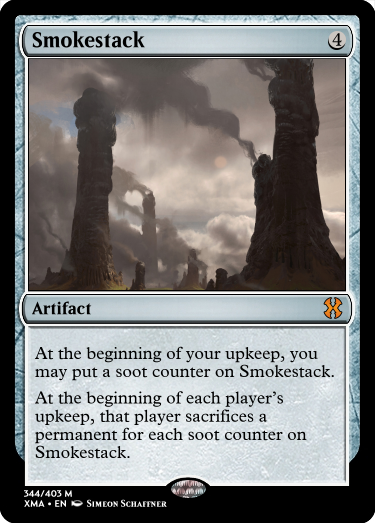 Smokestack 4
Artifact
At the beginning of your upkeep, you
may put a soot counter on Smokestack.
At the beginning of each player's
upkeep, that player sacrifices a
permanent for each soot counter on
Smokestack.
344/403 M
XMA • EN Simeon Schaffner